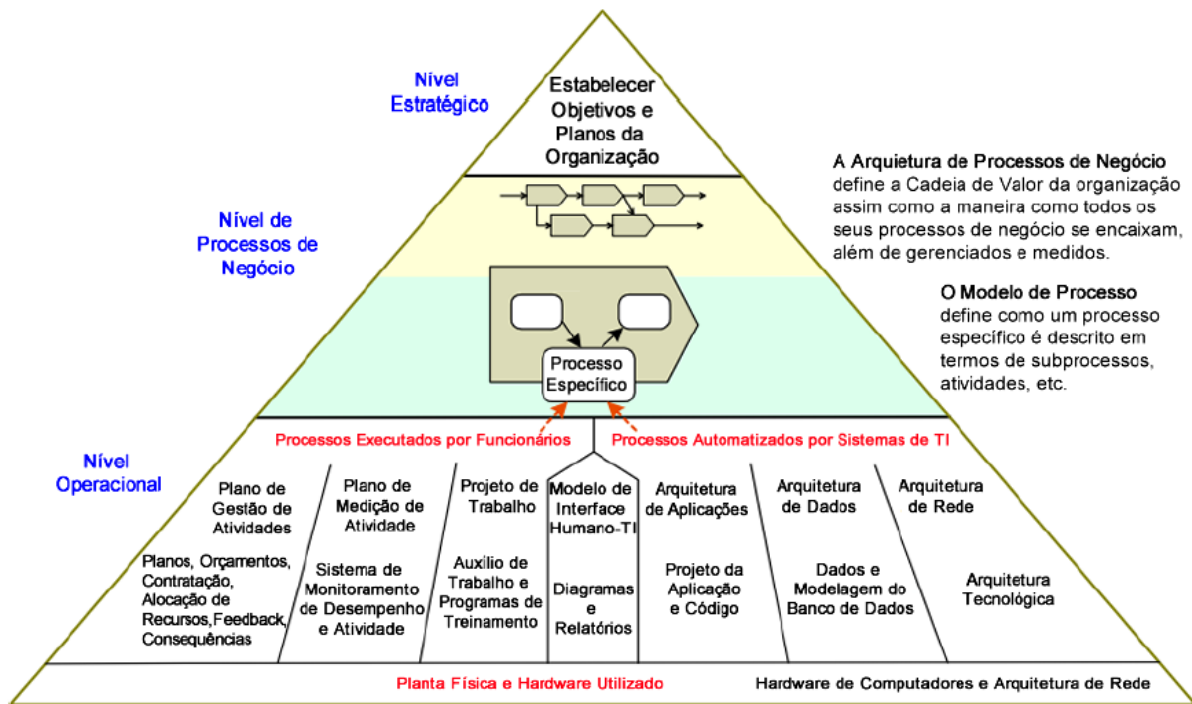 Nível
Estratégico
Estabelecer
Objetivos e
Planos da
Organização
A Arquietura de Processos de Negócio
define a Cadeia de Valor da organização
assim como a maneira como todos os
seus processos de negócio se encaixam,
além de gerenciados e medidos.
Nível de
Processos de
Negócio
O Modelo de Processo
define como um processo
específico é descrito em
termos de subprocessos,
atividades, etc.
Processo
Específico
Processos Executados por Funcionários
Processos Automatizados por Sistemas de TI
Nível
Operacional
Plano de
Gestão de
Atividades
Plano de
Medição de
Atividade
Projeto de
Trabalho
Modelo de
Interface
Humano-TI
Arquitetura
de Aplicações
Arquitetura
de Dados
Arquitetura
de Rede
Planos, Orçamentos,
Contratação,
Alocação de
Recursos,Feedback,
Consequências
Sistema de
Monitoramento
de Desempenho
e Atividade
Auxílio de
Trabalho e
Programas de
Treinamento
Diagramas
e
Relatórios
Projeto da
Aplicação
e Código
Dados e
Modelagem do
Banco de Dados
Arquitetura
Tecnológica
Planta Física e Hardware Utilizado
Hardware de Computadores e Arquitetura de Rede